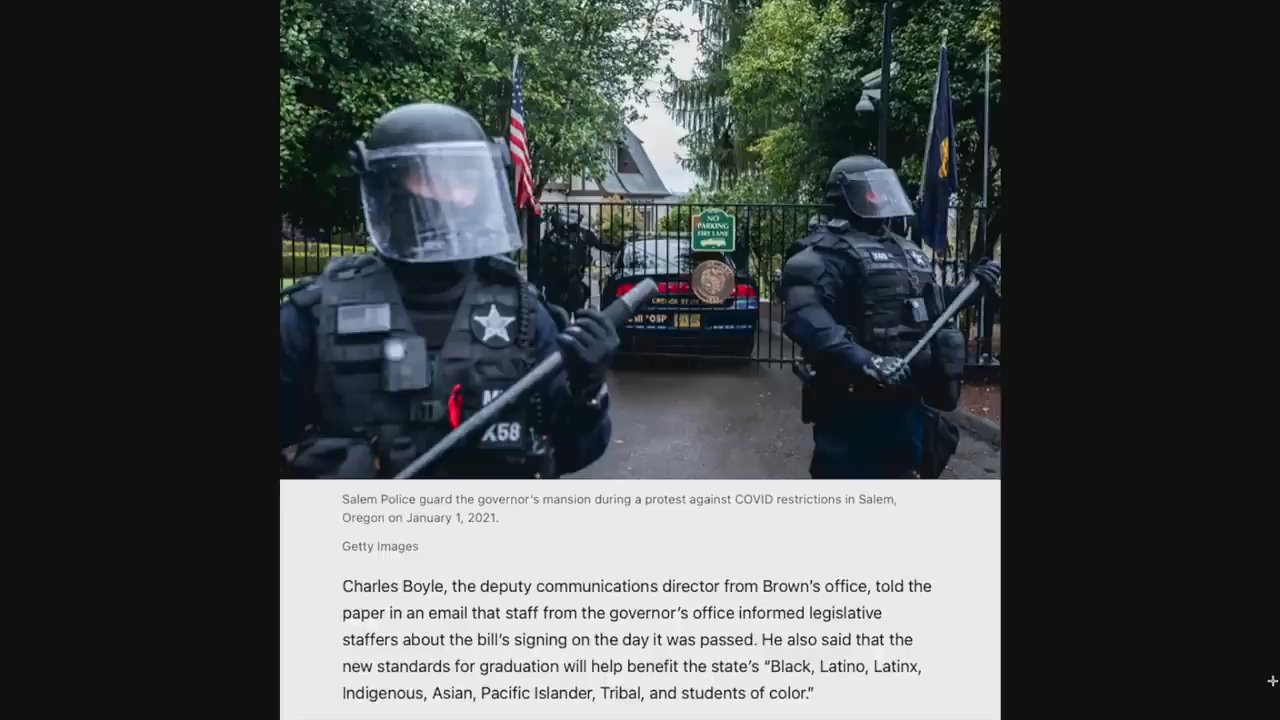 NO
PARKING
FIRE LANE
X58
Salem Police guard the governor's mansion during a protest against COVID restrictions in Salem,
Oregon on January 1, 2021.
Getty Images
Charles Boyle, the deputy communications director from Brown's office, told the
paper in an email that staff from the governor's office informed legislative
staffers about the bill's signing on the day it was passed. He also said that the
new standards for graduation will help benefit the state's “Black, Latino, Latinx,
Indigenous, Asian, Pacific Islander, Tribal, and students of color.”